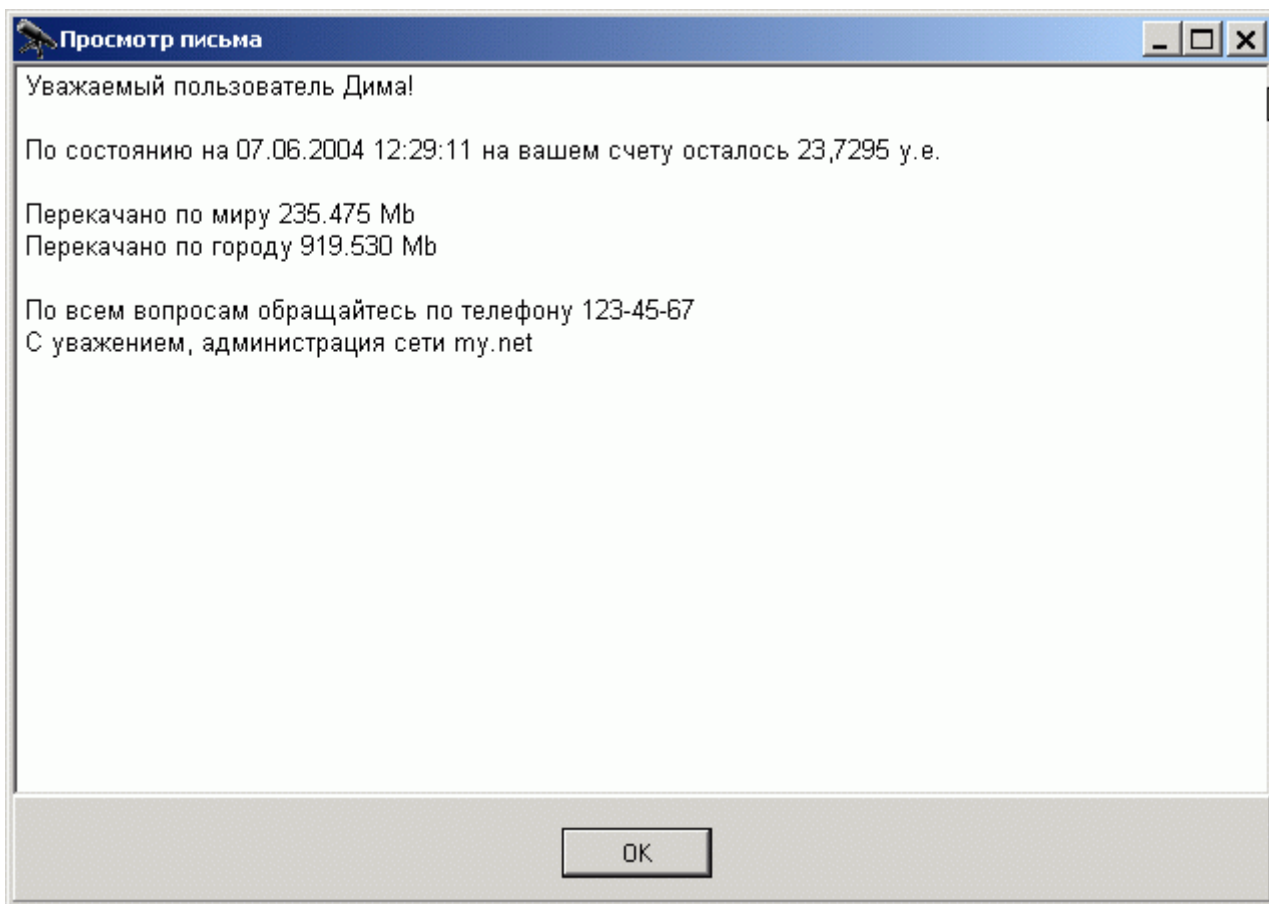 Просмотр письма
Уважаемый пользователь Дима!
По состоянию на 07.06.2004 12:29:11 на вашем счету осталось 23,7295 у.е.
Перекачано по миру 235.475 Mb
Перекачано по городу 919.530 Mb
По всем вопросам обращайтесь по телефону 123-45-67
С уважением, администрация сети my.net
OK